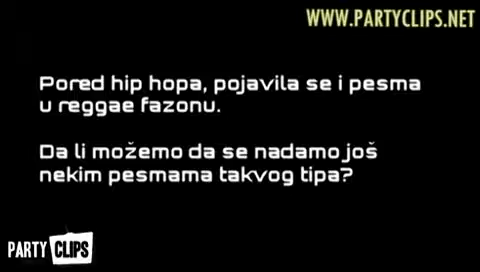 WWW.PARTYCLIPS.NET
Pored hip hopa, pojavila se i pesma
u reggae fazonu.
Da li možemo da se nadamo još
nekim pesmama takvog tipa?
PARTY CLIPS